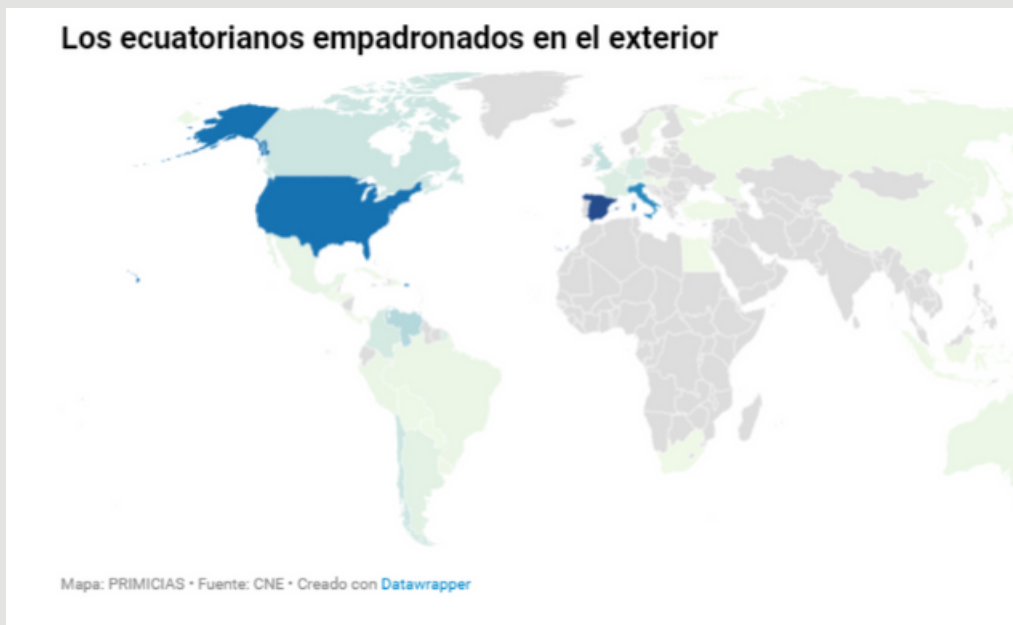 Los ecuatorianos empadronados en el exterior
Mapa: PRIMICIAS • Fuente: CNE • Creado con Datawrapper